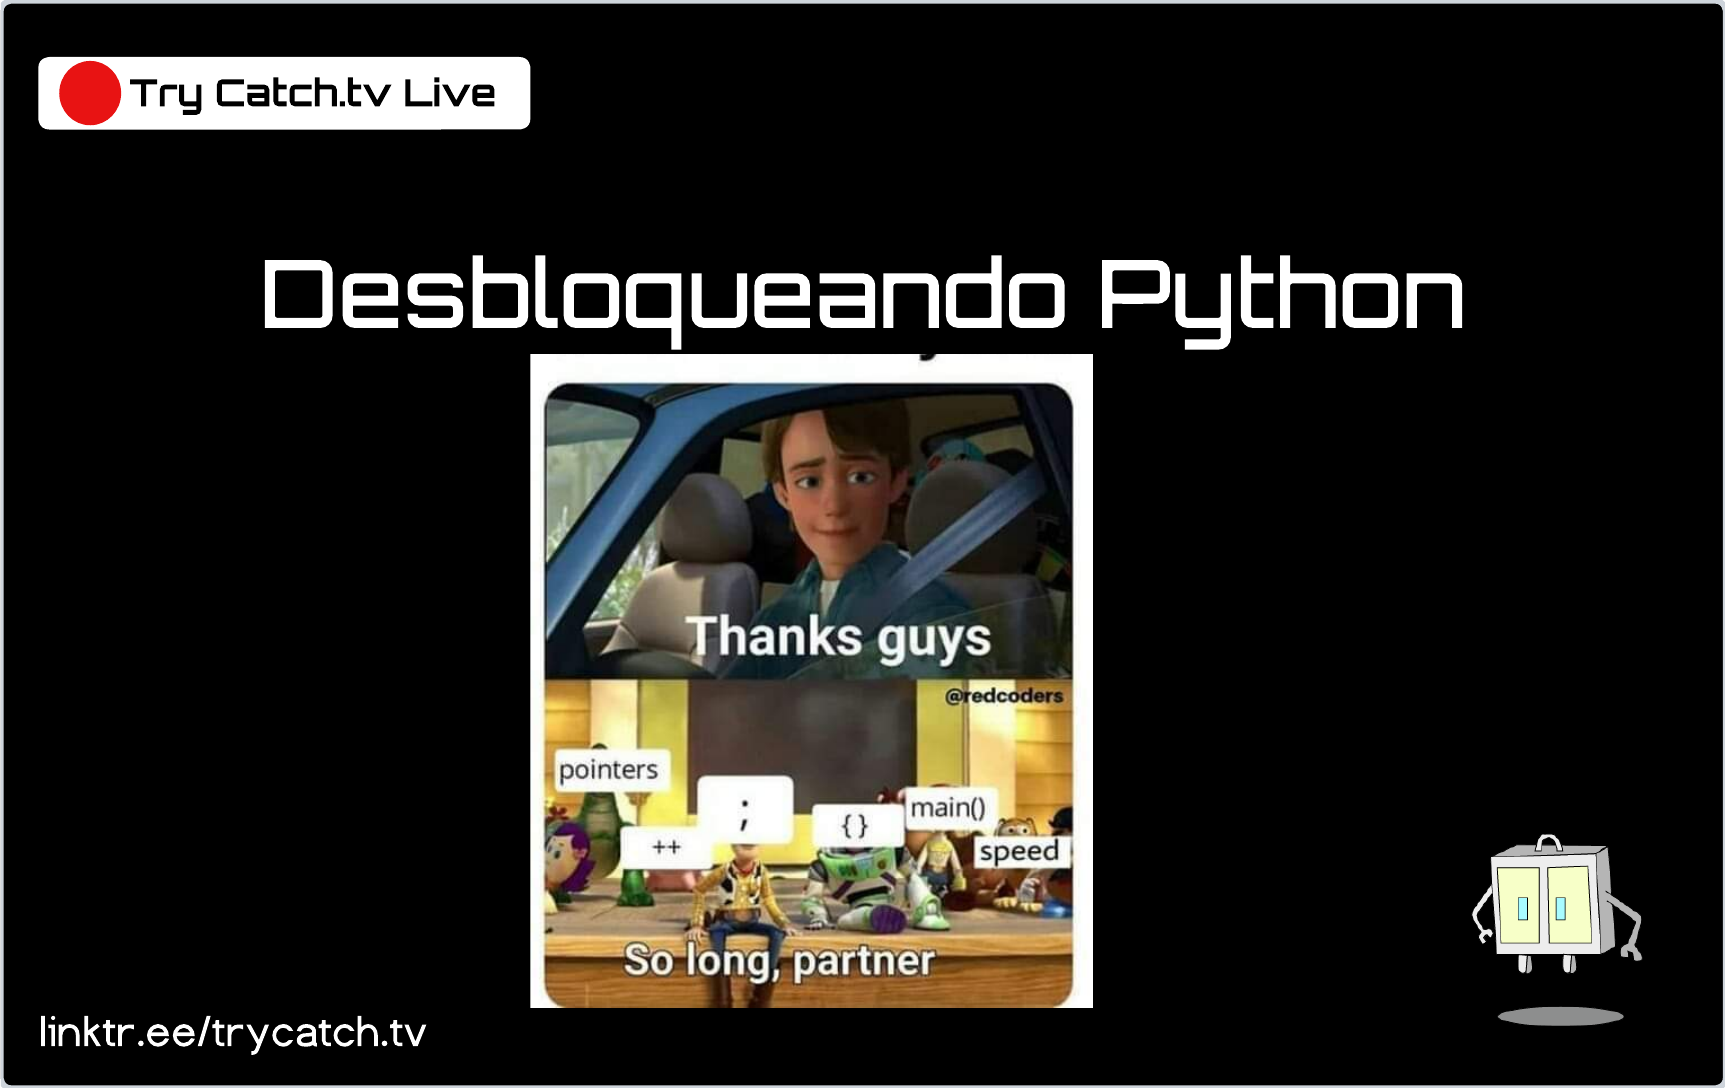 Try Catch.tv Live
Desbloqueando Python
Thanks guys
@redcoders
pointers
;
{}
main()
++
speed
So long, partner
linktr.ee/trycatch.tv